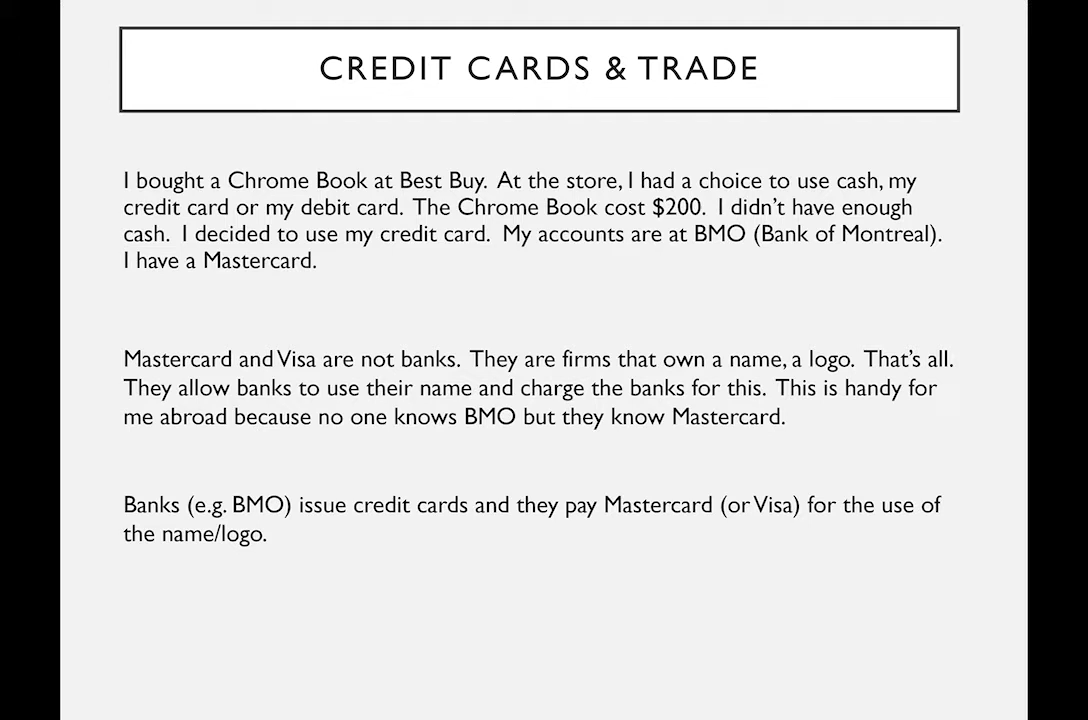 CREDIT CARDS & TRADE
I bought a Chrome Book at Best Buy. At the store, I had a choice to use cash, my
credit card or my debit card. The Chrome Book cost $200. I didn't have enough
cash. I decided to use my credit card. My accounts are at BMO (Bank of Montreal).
I have a Mastercard.
Mastercard and Visa are not banks. They are firms that own a name, a logo. That's all.
They allow banks to use their name and charge the banks for this. This is handy for
me abroad because no one knows BMO but they know Mastercard.
Banks (e.g. BMO) issue credit cards and they pay Mastercard (or Visa) for the use of
the name/logo.